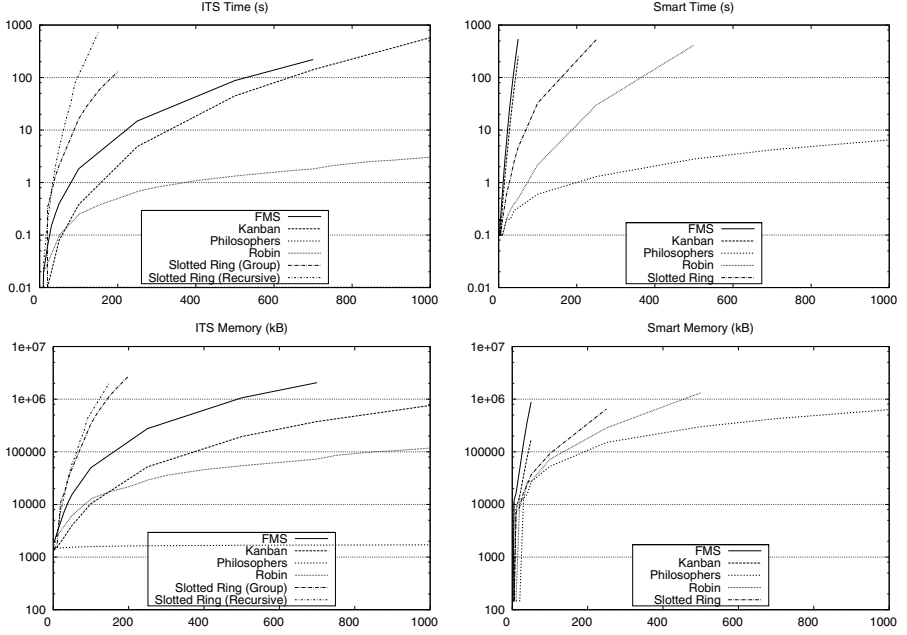 ITS Time (s)
1000
100
10
1
0.1
0.01
0 200 400 600 800 1000
FMS
Kanban
Philosophers
Robin
Slotted Ring (Group)
Slotted Ring (Recursive)
Smart Time (s)
1000
100
10
1
0.1
0.01
0 200 400 600 800 1000
FMS
Kanban
Philosophers
Robin
Slotted Ring
ITS Memory (kB)
1e+07
1e+06
100000
10000
1000
100
0 200 400 600 800 1000
FMS
Kanban
Philosophers
Robin
Slotted Ring (Group)
Slotted Ring (Recursive)
Smart Memory (kB)
1e+07
1e+06
100000
10000
1000
100
0 200 400 600 800 1000
FMS
Kanban
Philosophers
Robin
Slotted Ring